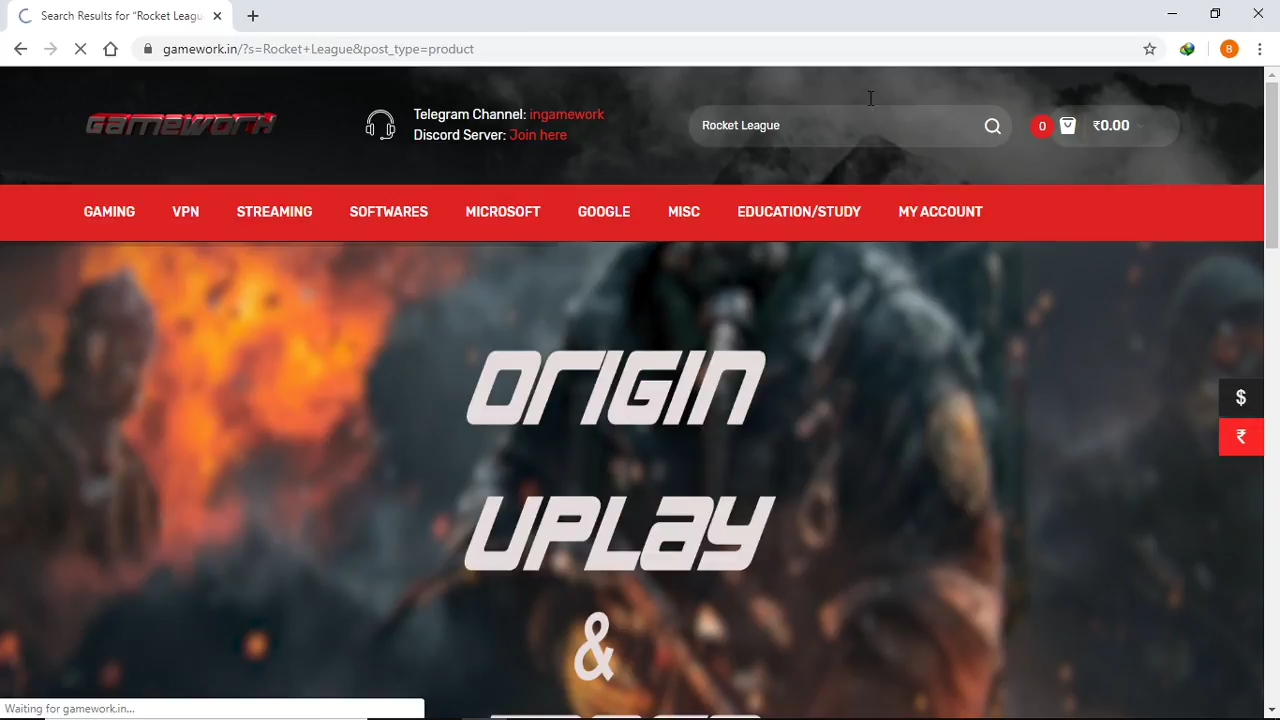 Search Results for “Rocket Leagu
gamework.in/?s=Rocket+League&post_type=product
B
GAMEWORK
Telegram Channel: ingamework
Discord Server: Join here
Rocket League
0
₹0.00
GAMING VPN STREAMING SOFTWARES MICROSOFT GOOGLE MISC EDUCATION/STUDY MY ACCOUNT
ORIGIN
UPLAY
&
$
₹
Waiting for gamework.in...